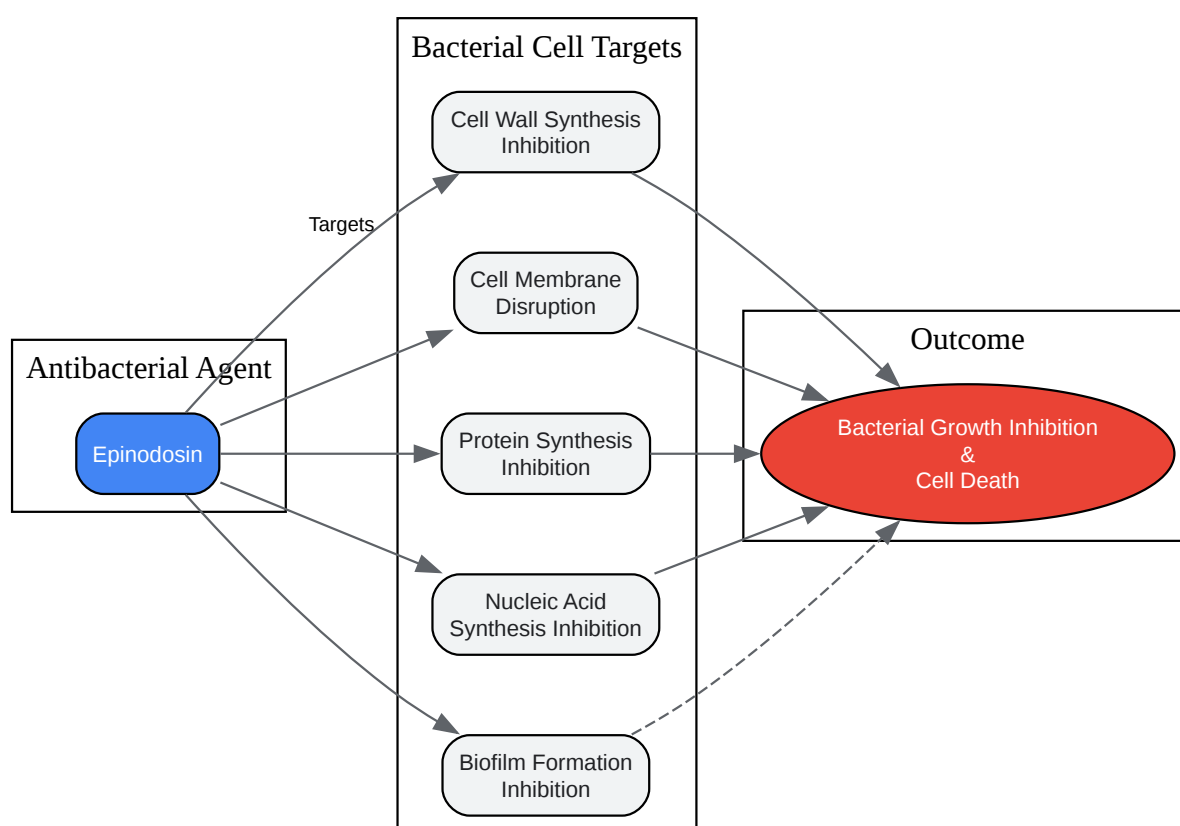 Bacterial Cell Targets
Cell Wall Synthesis
Inhibition
Targets
Cell Membrane
Disruption
Antibacterial Agent
Epinodosin
Protein Synthesis
Inhibition
Nucleic Acid
Synthesis Inhibition
Biofilm Formation
Inhibition
Outcome
Bacterial Growth Inhibition
&
Cell Death